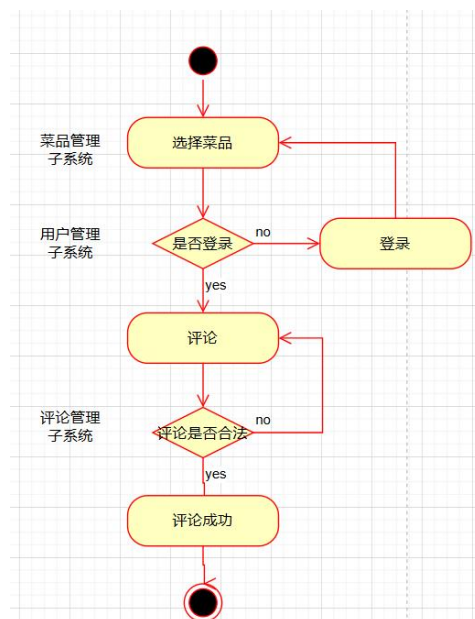 菜品管理
子系统
选择菜品
用户管理
子系统
是否登录
no
登录
yes
评论
评论管理
子系统
评论是否合法
no
yes
评论成功